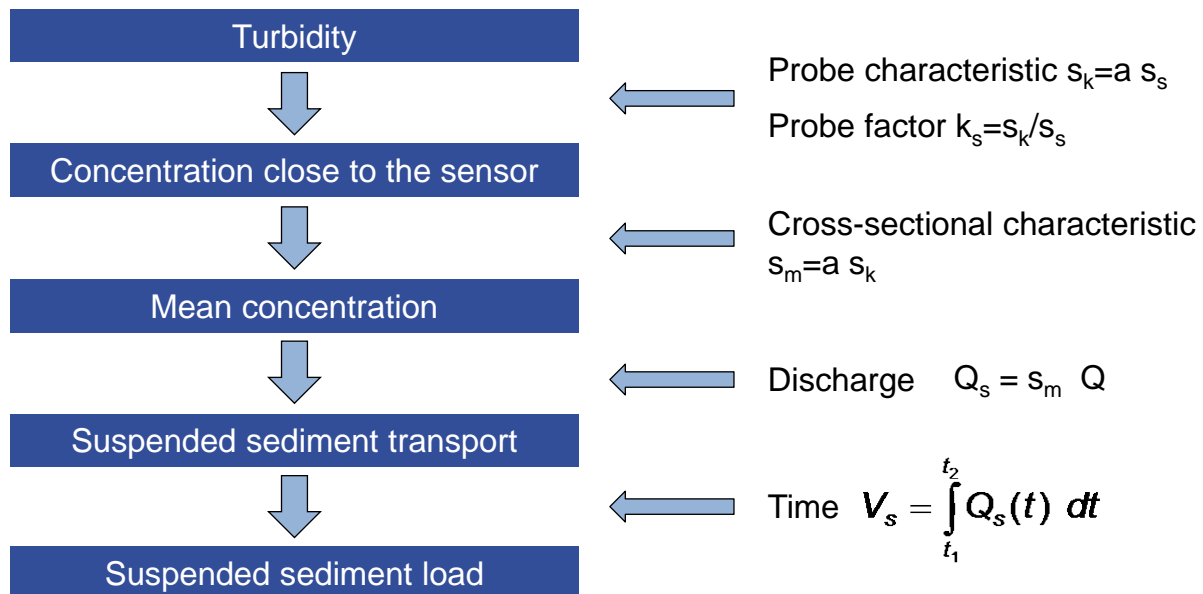 Turbidity
Probe characteristic sₖ=a sₛ
Probe factor kₛ=sₖ/sₛ
Concentration close to the sensor
Cross-sectional characteristic
sₘ=a sₖ
Mean concentration
Discharge Qₛ = sₘ Q
Suspended sediment transport
Time Vₛ = ∫ₜ₁ᵗ² Qₛ(t) dt
Suspended sediment load